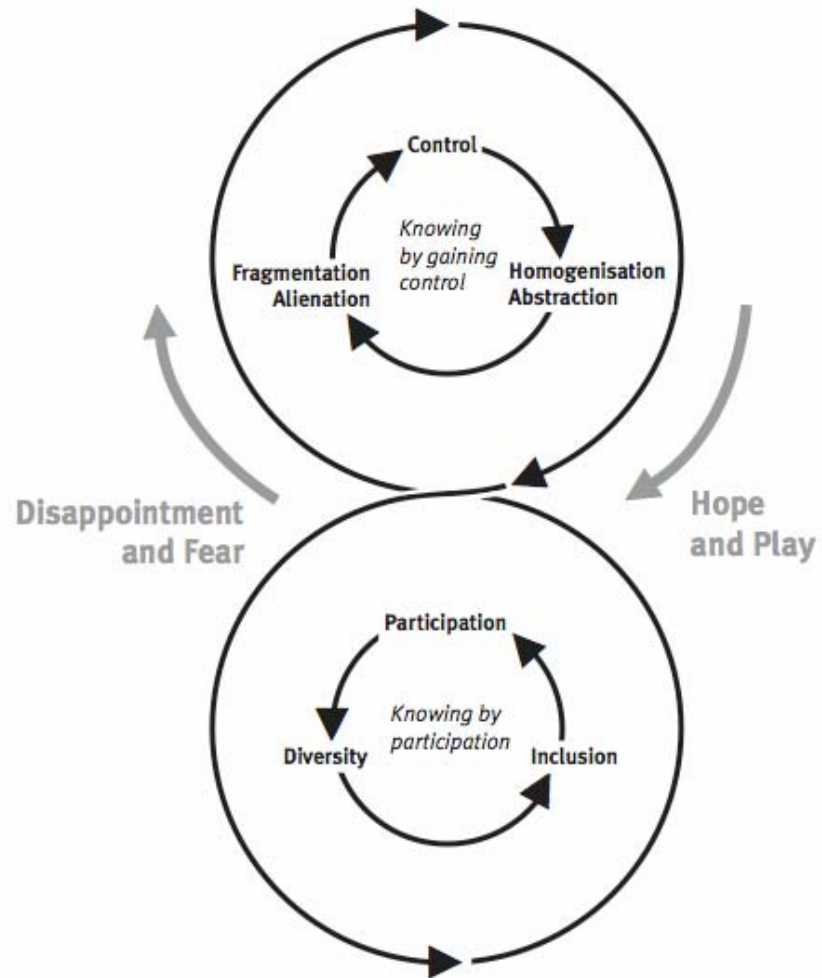 Control
Knowing
by gaining
control
Fragmentation
Alienation
Homogenisation
Abstraction
Disappointment
and Fear
Hope
and Play
Participation
Knowing by
participation
Diversity
Inclusion